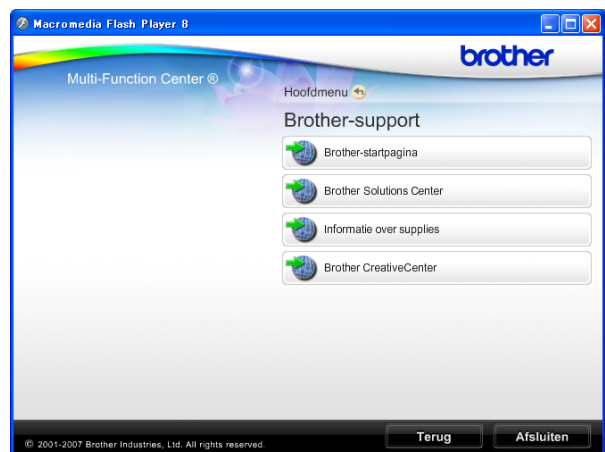 Macromedia Flash Player 8
brother
Multi-Function Center ®
Hoofdmenu
Brother-support
Brother-startpagina
Brother Solutions Center
Informatie over supplies
Brother CreativeCenter
© 2001-2007 Brother Industries, Ltd. All rights reserved.
Terug
Afsluiten